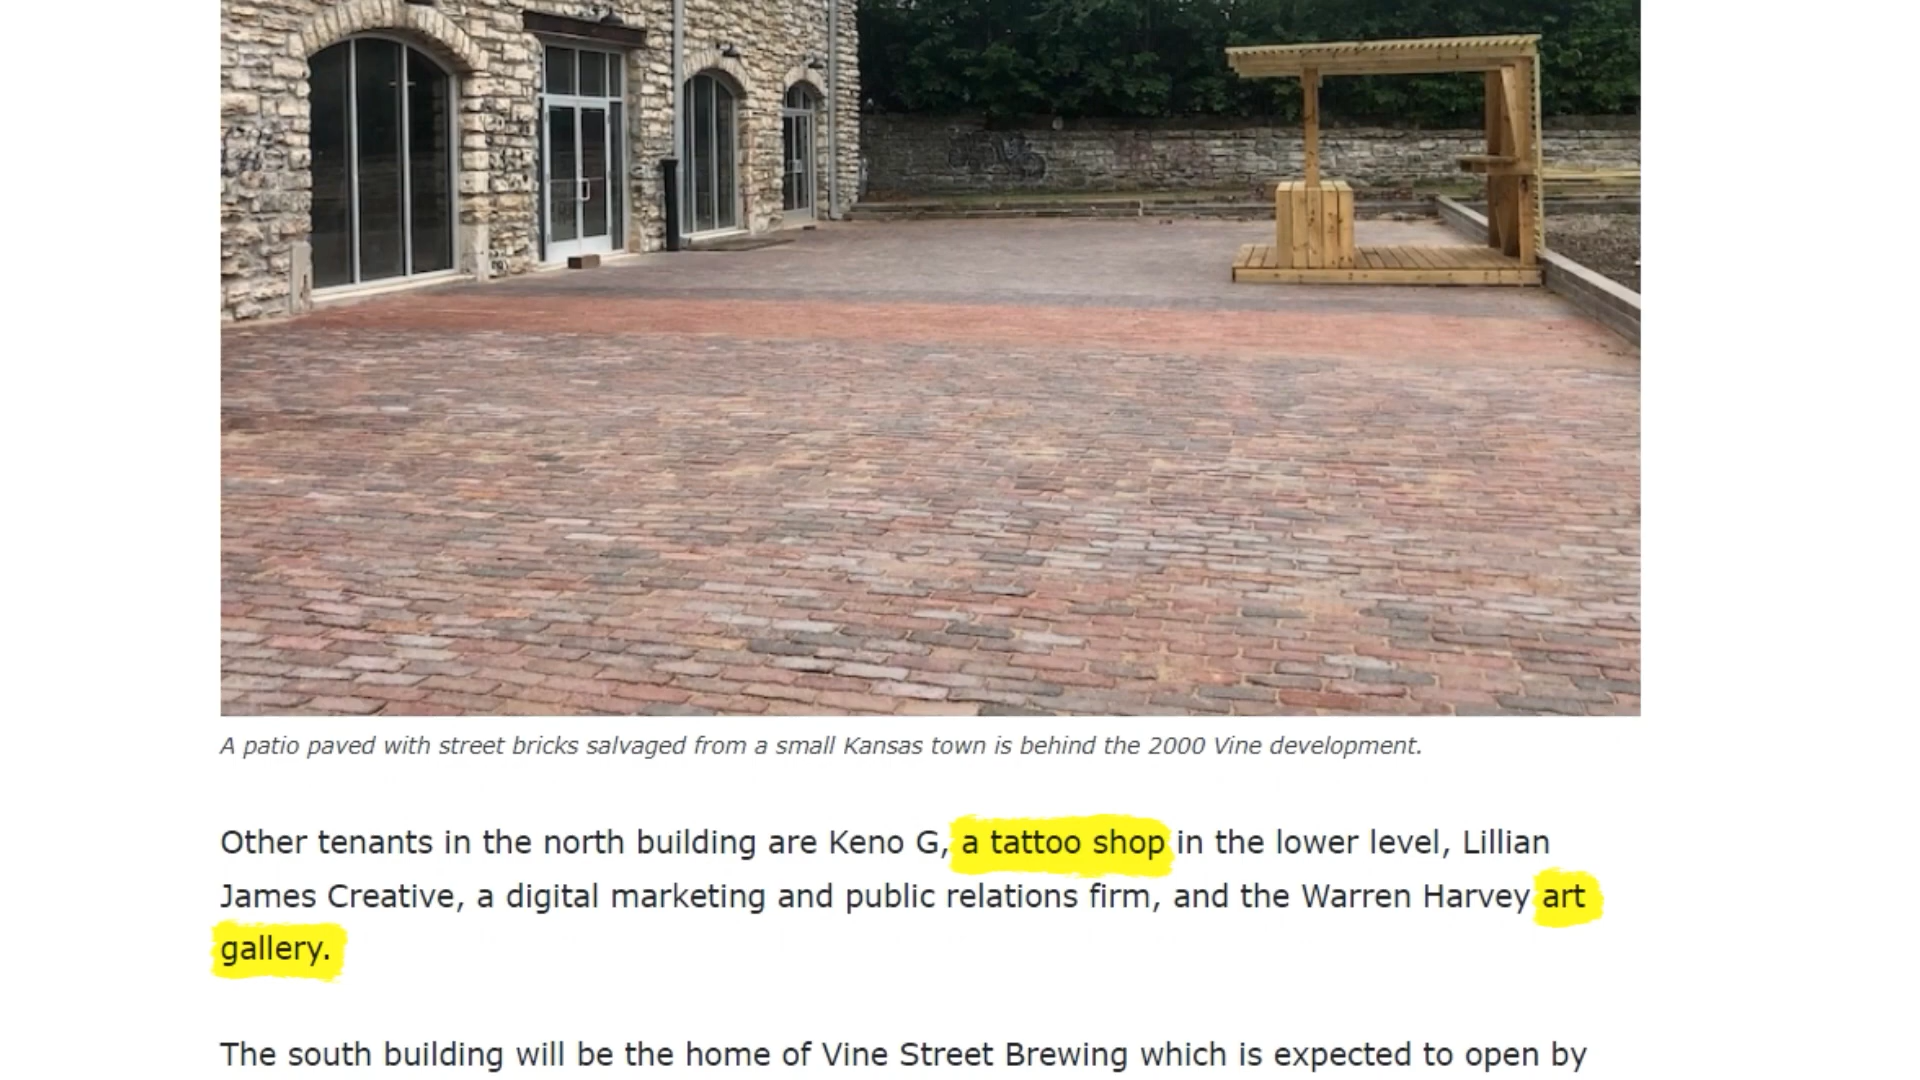 A patio paved with street bricks salvaged from a small Kansas town is behind the 2000 Vine development.
Other tenants in the north building are Keno G, a tattoo shop in the lower level, Lillian
James Creative, a digital marketing and public relations firm, and the Warren Harvey art
gallery.
The south building will be the home of Vine Street Brewing which is expected to open by